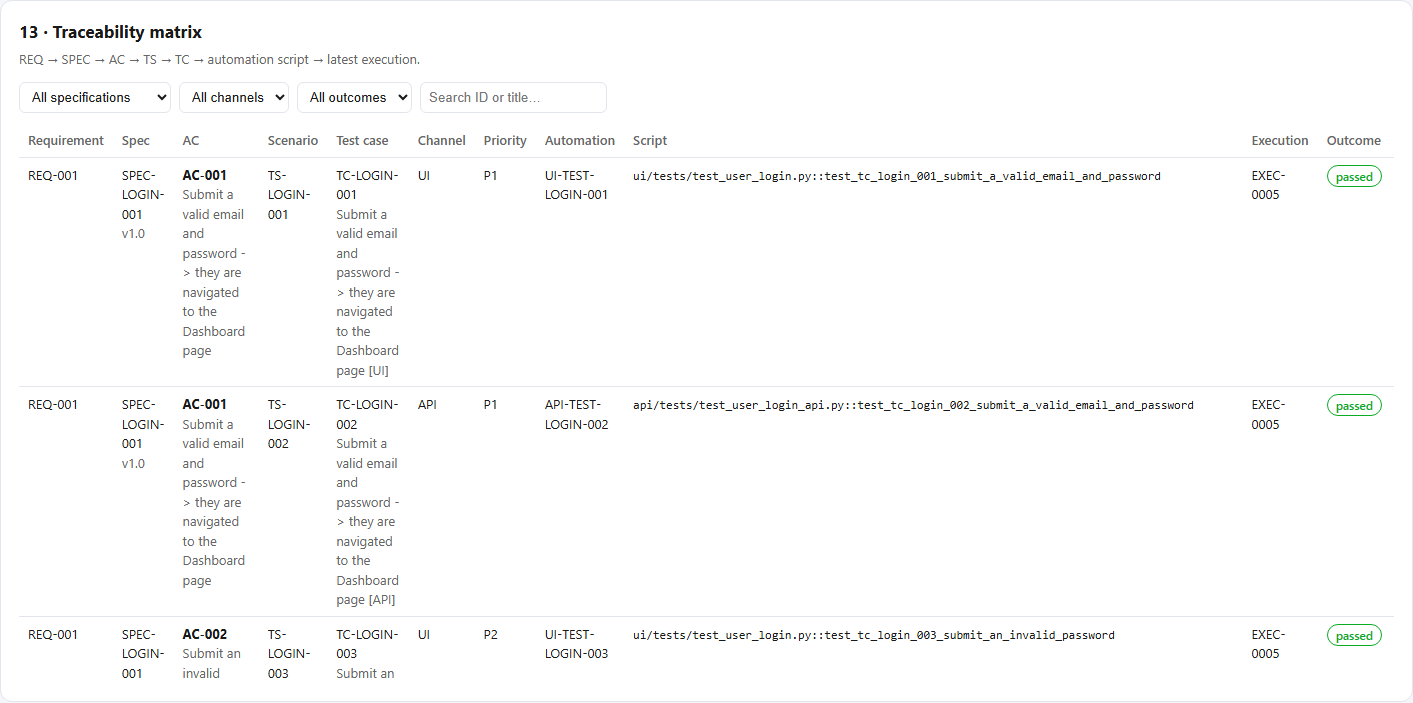 13 · Traceability matrix
REQ → SPEC → AC → TS → TC → automation script → latest execution.
All specifications All channels All outcomes Search ID or title…
Requirement Spec AC Scenario Test case Channel Priority Automation Script Execution Outcome
REQ-001 SPEC- AC-001 TS- TC-LOGIN- UI P1 UI-TEST- ui/tests/test_user_login.py::test_tc_login_001_submit_a_valid_email_and_password EXEC- passed
LOGIN- Submit a LOGIN- 001 LOGIN-001 0005
001 valid email 001 Submit a
v1.0 and valid email
password - and
> they are password -
navigated > they are
to the navigated
Dashboard to the
page Dashboard
page [UI]
REQ-001 SPEC- AC-001 TS- TC-LOGIN- API P1 API-TEST- api/tests/test_user_login_api.py::test_tc_login_002_submit_a_valid_email_and_password EXEC- passed
LOGIN- Submit a LOGIN- 002 LOGIN-002 0005
001 valid email 002 Submit a
v1.0 and valid email
password - and
> they are password -
navigated > they are
to the navigated
Dashboard to the
page Dashboard
page [API]
REQ-001 SPEC- AC-002 TS- TC-LOGIN- UI P2 UI-TEST- ui/tests/test_user_login.py::test_tc_login_003_submit_an_invalid_password EXEC- passed
LOGIN- Submit an LOGIN- 003 LOGIN-003 0005
001 invalid 003 Submit an